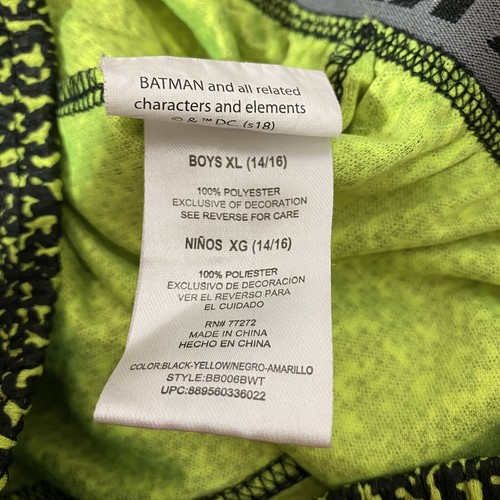 BATMAN and all related
characters and elements
© & ™ DC. (s18)
BOYS XL (14/16)
100% POLYESTER
EXCLUSIVE OF DECORATION
SEE REVERSE FOR CARE
NIÑOS XG (14/16)
100% POLIESTER
EXCLUSIVO DE DECORACION
VER EL REVERSO PARA
EL CUIDADO
RN# 77272
MADE IN CHINA
HECHO EN CHINA
COLOR:BLACK-YELLOW/NEGRO-AMARILLO
STYLE:BB006BWT
UPC:889560336022